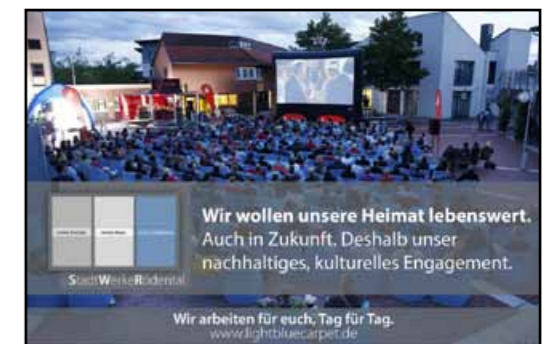 Wir wollen unsere Heimat lebenswert.
Auch in Zukunft. Deshalb unser
nachhaltiges, kulturelles Engagement.
StadtWerkeRödental
Wir arbeiten für euch, Tag für Tag.
www.lightbluecarpet.de